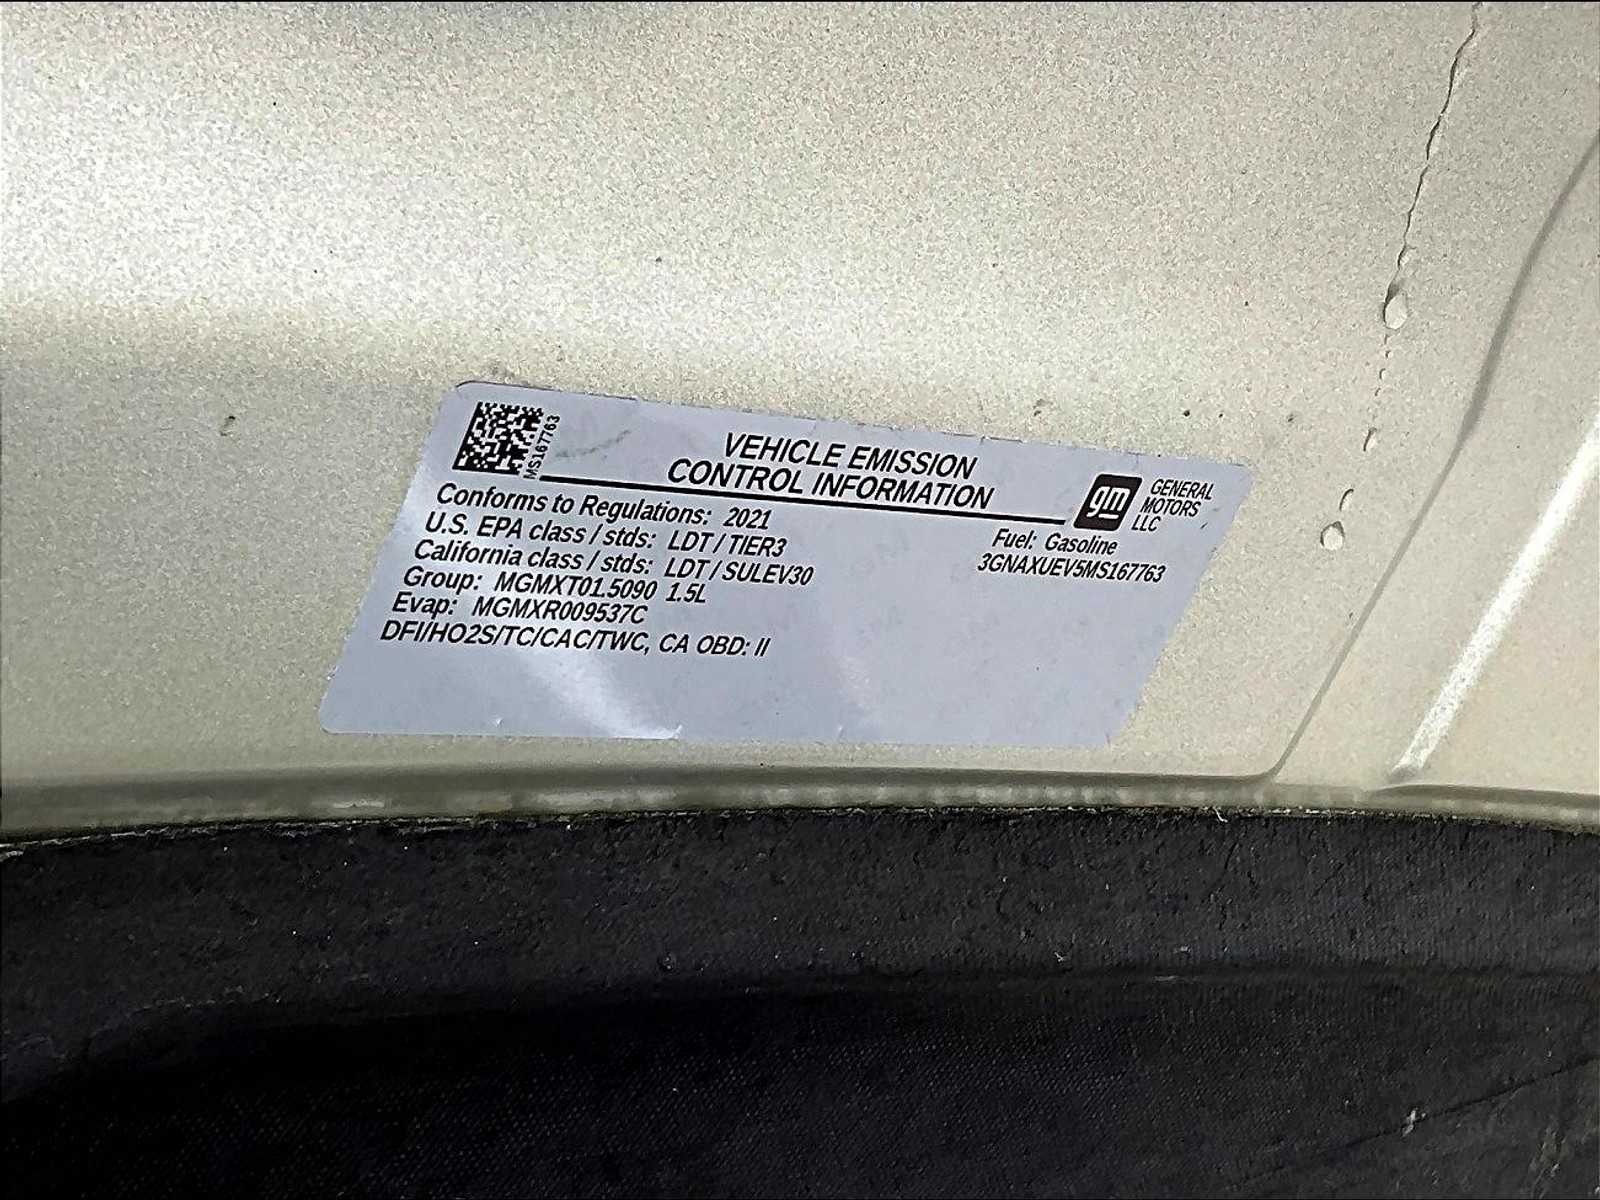 MS167763
VEHICLE EMISSION
CONTROL INFORMATION
gm
GENERAL
MOTORS
LLC
Conforms to Regulations: 2021
U.S. EPA class / stds: LDT / TIER3
California class / stds: LDT / SULEV30
Group: MGMXT01.5090 1.5L
Evap: MGMXR009537C
DFI/HO2S/TC/CAC/TWC, CA OBD: II
Fuel: Gasoline
3GNAXUEV5MS167763